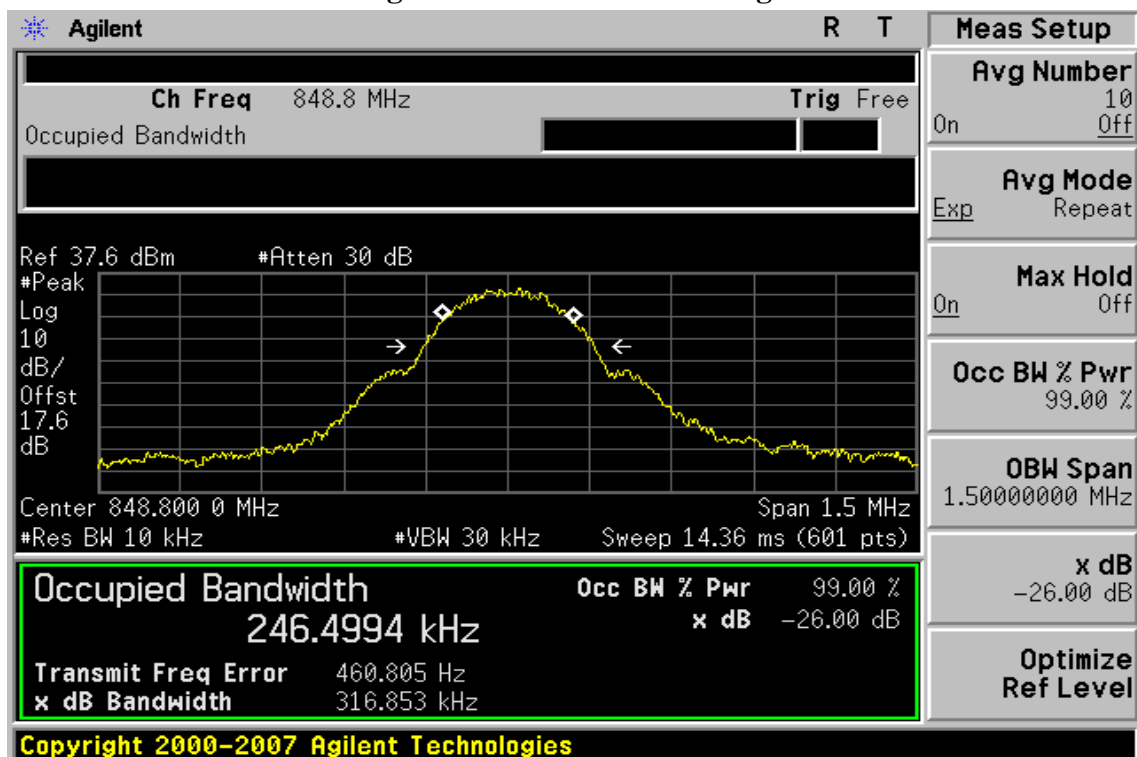 Agilent R T Meas Setup
Ch Freq 848.8 MHz Trig Free
Occupied Bandwidth
Avg Number
10
On Off
Avg Mode
Exp Repeat
Max Hold
On Off
Occ BW % Pwr
99.00 %
OBW Span
1.50000000 MHz
x dB
-26.00 dB
Optimize
Ref Level
Ref 37.6 dBm #Atten 30 dB
#Peak
Log
10
dB/
Offst
17.6
dB
Center 848.800 0 MHz Span 1.5 MHz
#Res BW 10 kHz #VBW 30 kHz Sweep 14.36 ms (601 pts)
Occupied Bandwidth Occ BW % Pwr 99.00 %
246.4994 kHz x dB -26.00 dB
Transmit Freq Error 460.805 Hz
x dB Bandwidth 316.853 kHz
Copyright 2000-2007 Agilent Technologies